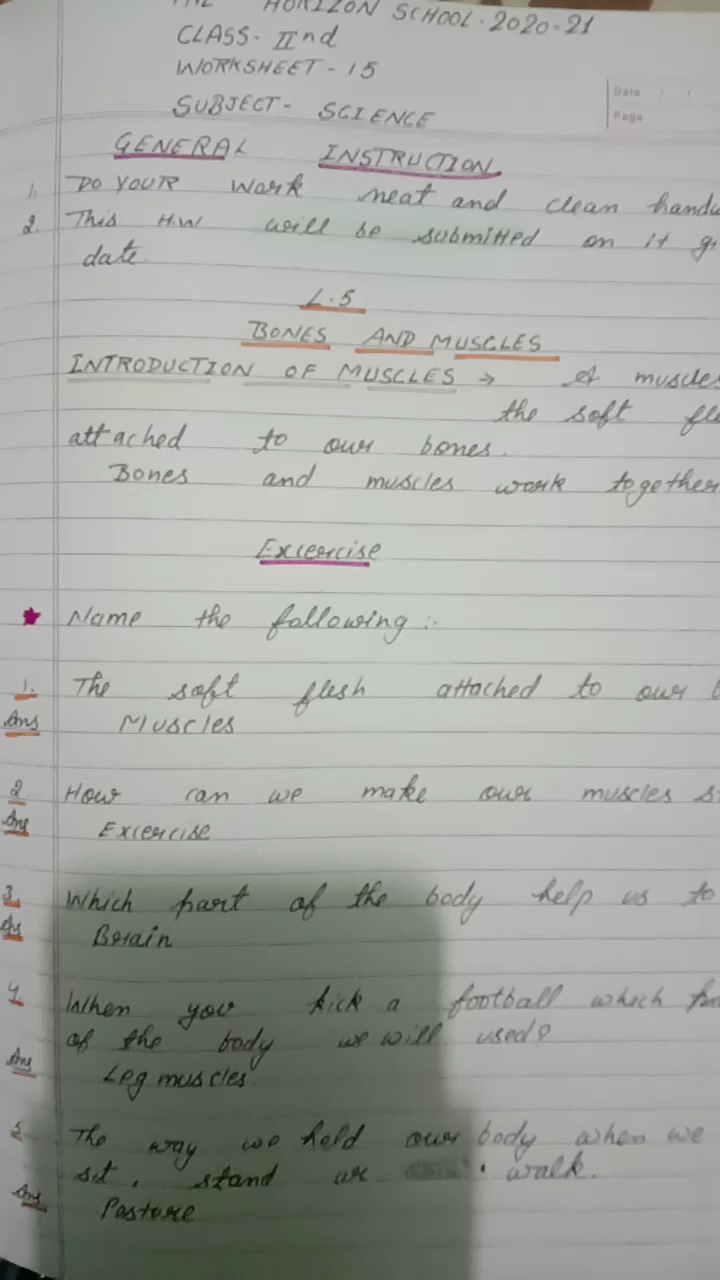 HORIZON SCHOOL. 2020-21
CLASS- IInd
WORKSHEET - 15
SUBJECT- SCIENCE
Date
Page
GENERAL INSTRUCTION
1. DO YOUR Work neat and clean
2. This H.W will be submitted on it
date.
L.5
BONES AND MUSCLES
INTRODUCTION OF MUSCLES → A muscles
the soft
attached to our bones.
Bones and muscles work together
Excercise
★ Name the following :-
1. The soft flesh attached to our
Ans Muscles
2 How can we make our muscles
Ans Excercise
3. Which part of the body help us to
As Brain
4. When you kick a football which
of the body we will used?
Ans Leg muscles
5. The way we hold our body when we
sit, stand or walk.
Ans Posture